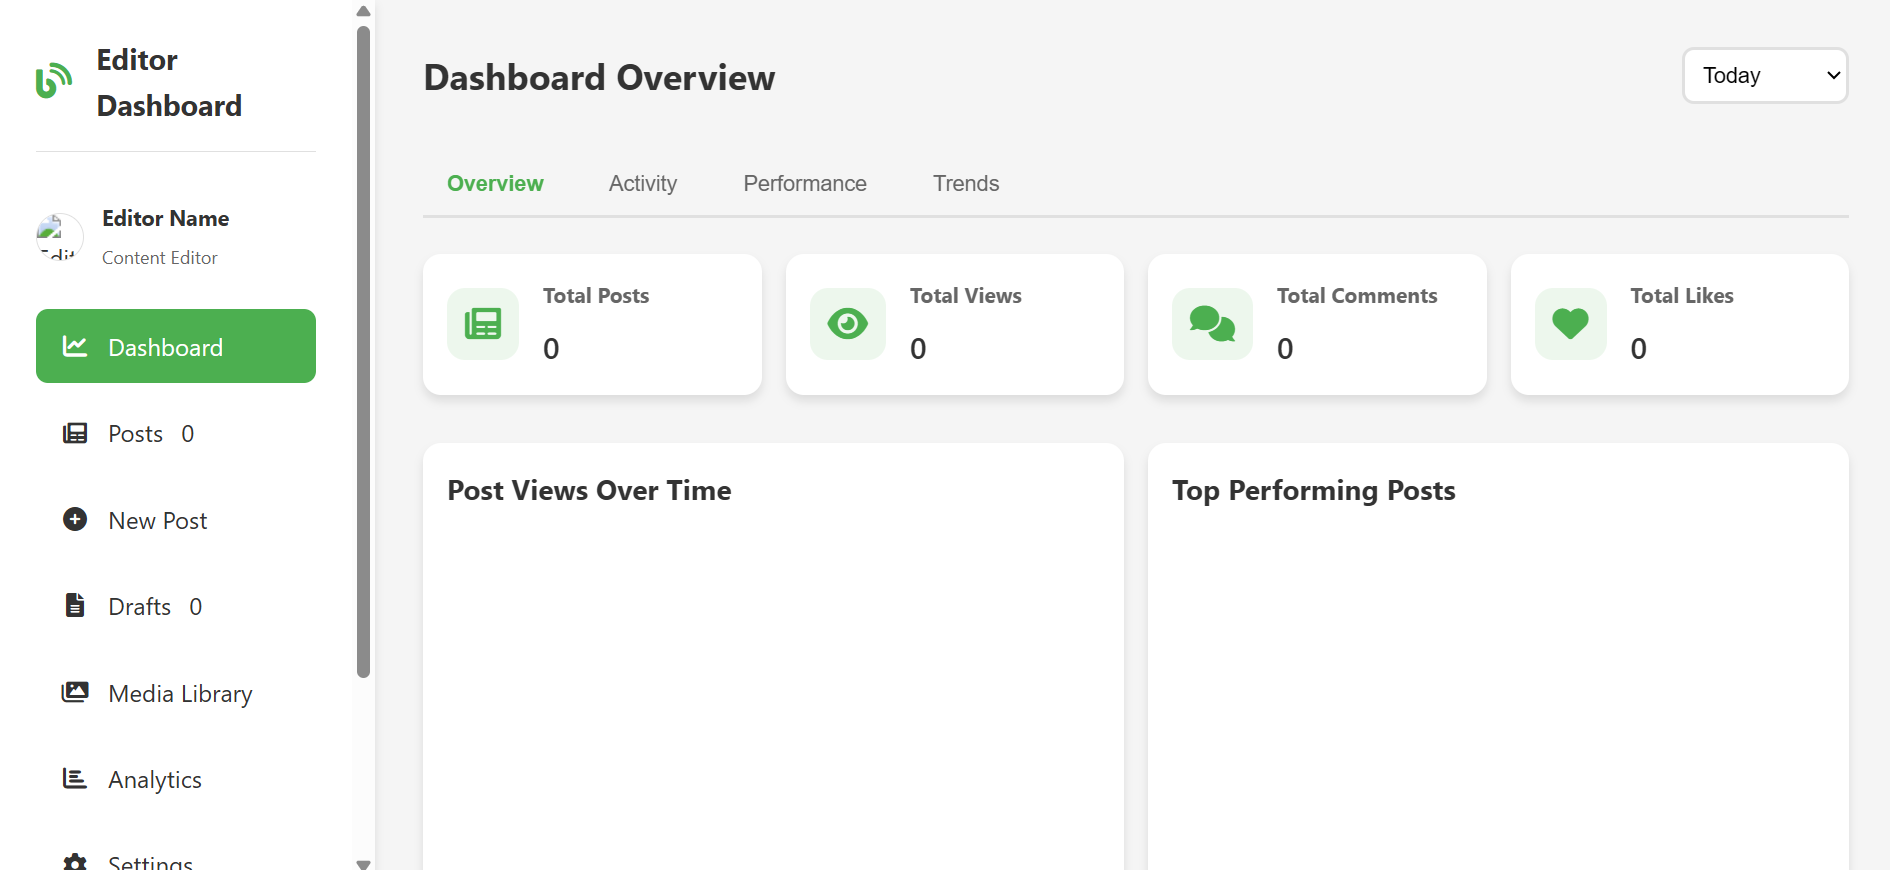 Editor
Dashboard
Editor Name
Content Editor
Dashboard
Posts 0
New Post
Drafts 0
Media Library
Analytics
Settings
Dashboard Overview
Today
Overview Activity Performance Trends
Total Posts
0
Total Views
0
Total Comments
0
Total Likes
0
Post Views Over Time
Top Performing Posts